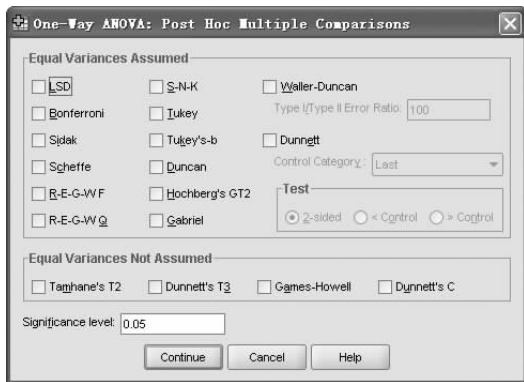 One-Way ANOVA: Post Hoc Multiple Comparisons
Equal Variances Assumed
LSD S-N-K Waller-Duncan
Type I/Type II Error Ratio: 100
Bonferroni Tukey
Sidak Tukey's-b Dunnett
Control Category: Last
Scheffe Duncan
Test
R-E-G-W F Hochberg's GT2
2-sided < Control > Control
R-E-G-W Q Gabriel
Equal Variances Not Assumed
Tamhane's T2 Dunnett's T3 Games-Howell Dunnett's C
Significance level: 0.05
Continue Cancel Help